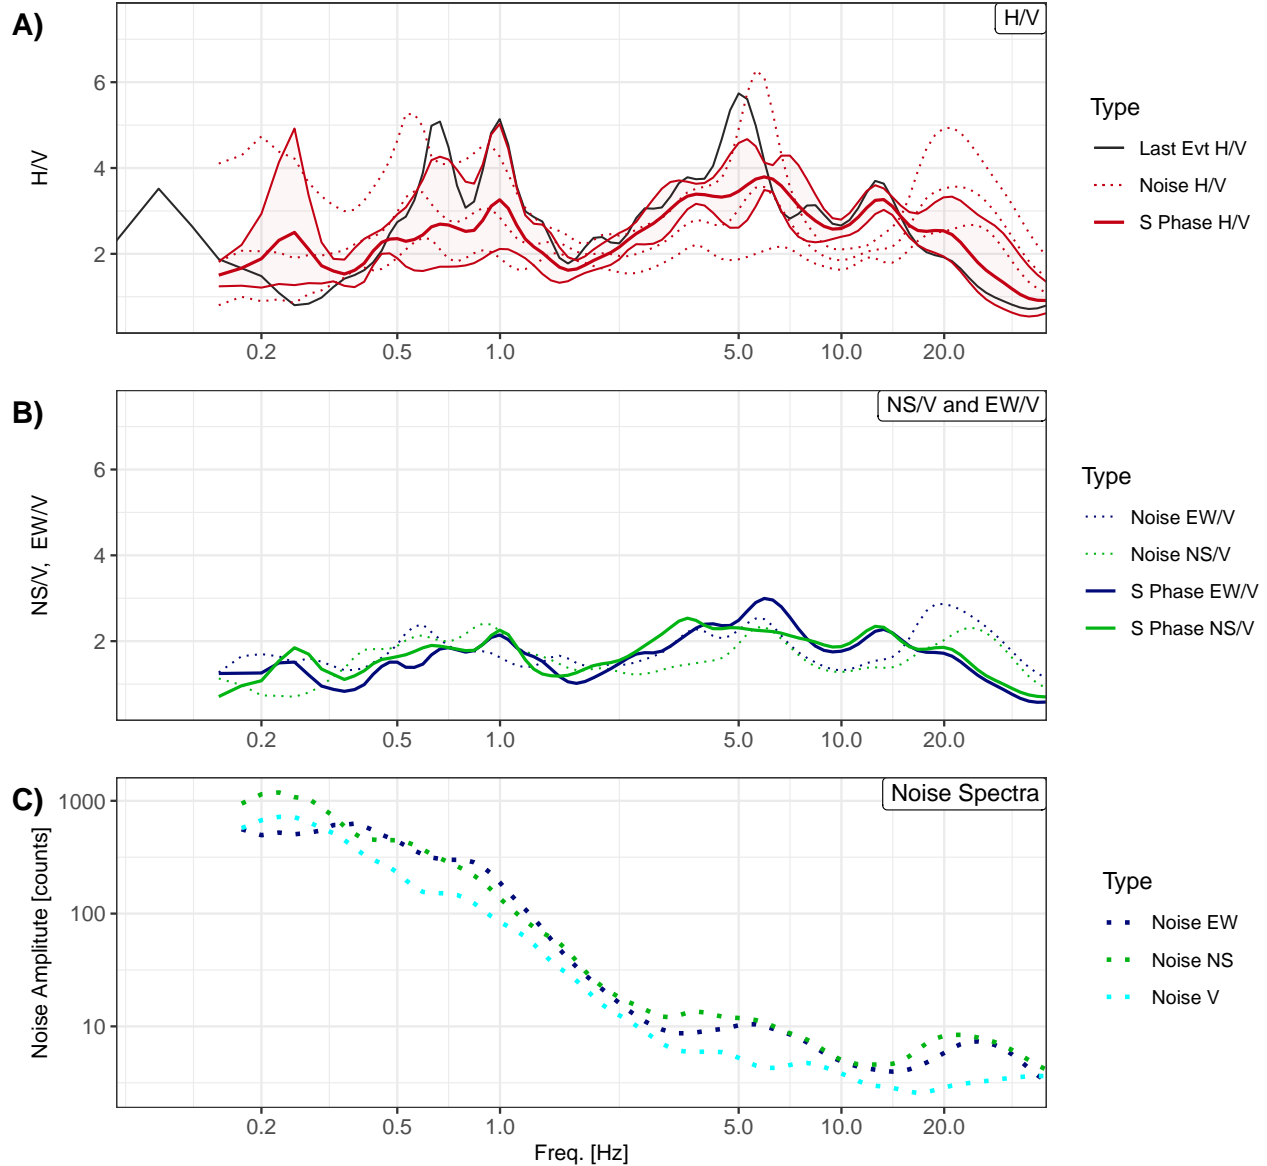 A)
H/V
6
4
2
H/V
0.2 0.5 1.0 5.0 10.0 20.0
Type
Last Evt H/V
Noise H/V
S Phase H/V
B)
NS/V and EW/V
6
4
2
NS/V, EW/V
0.2 0.5 1.0 5.0 10.0 20.0
Type
Noise EW/V
Noise NS/V
S Phase EW/V
S Phase NS/V
C)
Noise Spectra
1000
100
10
Noise Amplitute [counts]
0.2 0.5 1.0 5.0 10.0 20.0
Freq. [Hz]
Type
Noise EW
Noise NS
Noise V